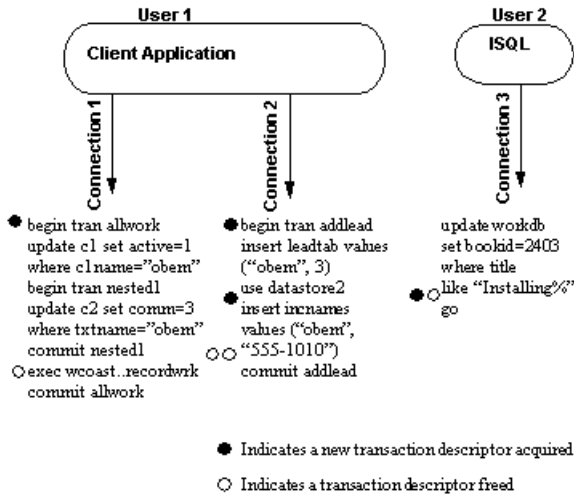 User 1
User 2
Client Application
ISQL
Connection 1
Connection 2
Connection 3
begin tran allwork
update c1 set active=1
where c1name="obem"
begin tran nested1
update c2 set comm=3
where txtname="obem"
commit nested1
exec wcoast..recordwrk
commit allwork
begin tran addlead
insert leadtab values
("obem", 3)
use datastore2
insert incnames
values ("obem",
"555-1010")
commit addlead
update workdb
set bookid=2403
where title
like "Installing%"
go
Indicates a new transaction descriptor acquired
Indicates a transaction descriptor freed